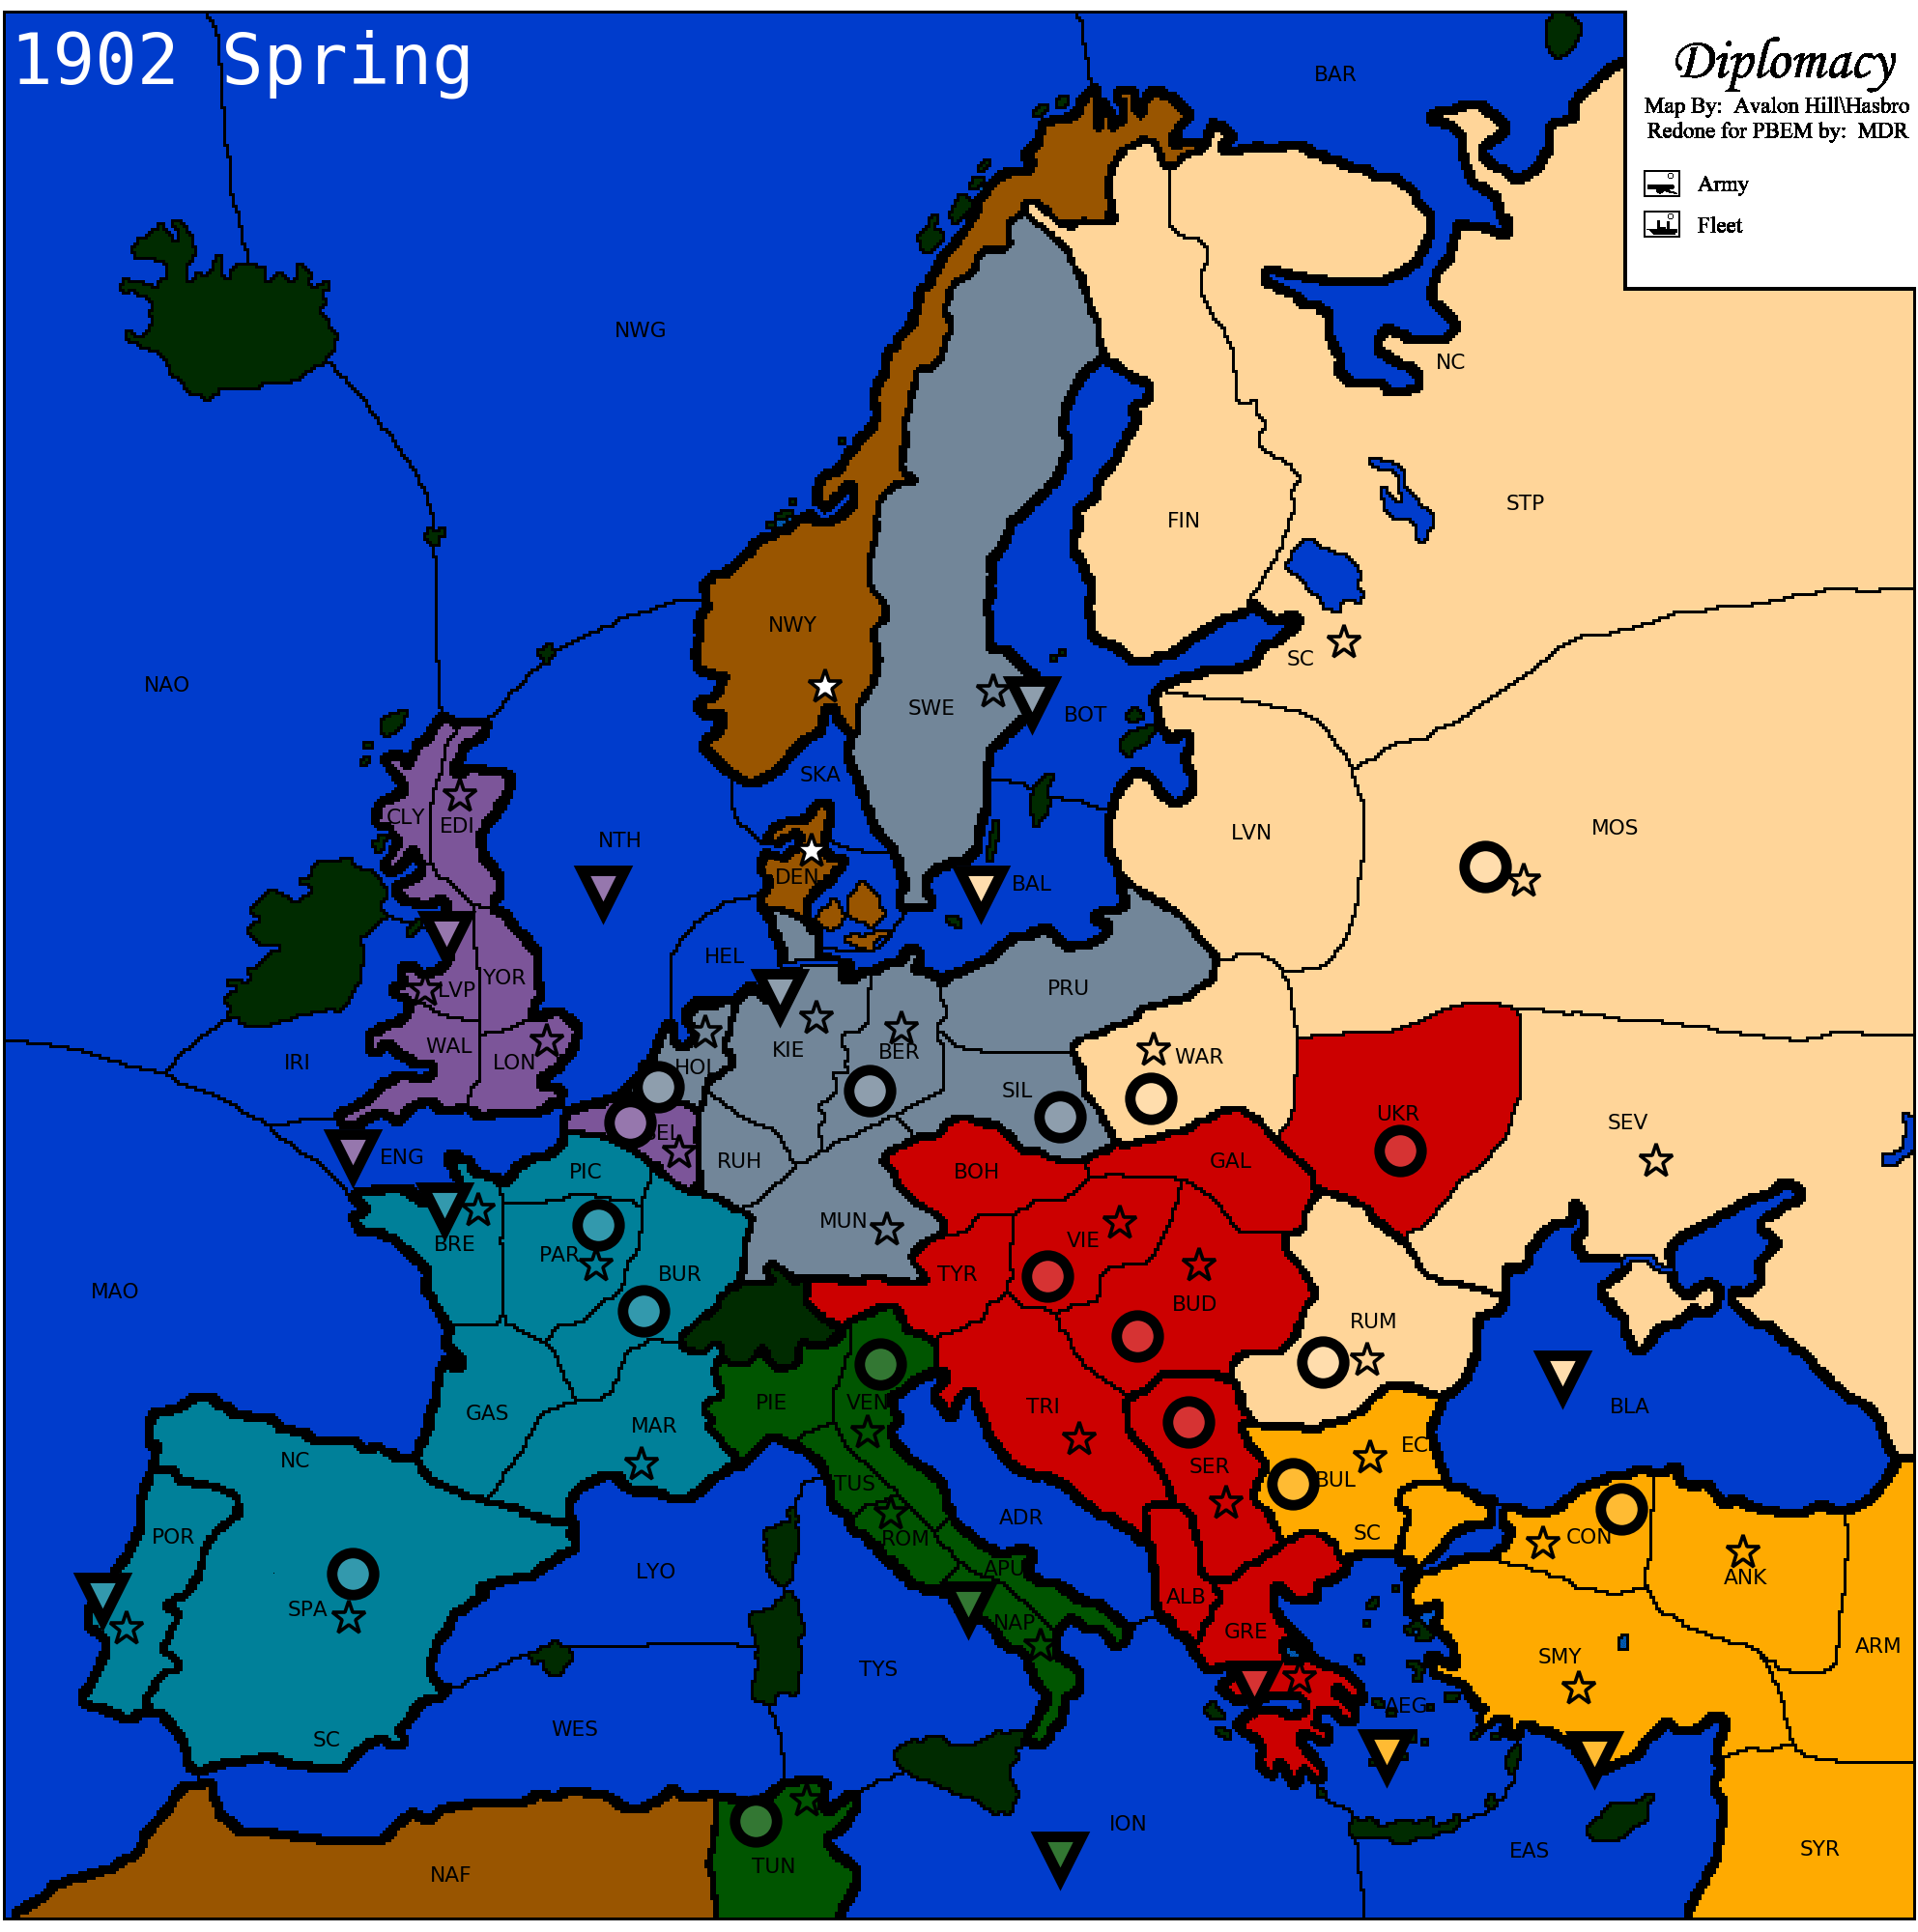 1902 Spring
Diplomacy
Map By: Avalon Hill\Hasbro
Redone for PBEM by: MDR
Army
Fleet
BAR
NWG
NC
STP
FIN
NWY
SC
NAO
SWE
BOT
SKA
CLY
EDI
NTH
LVN
MOS
DEN
BAL
HEL
YOR
LVP
PRU
WAL
LON
IRI
KIE
BER
HOL
WAR
SIL
UKR
SEV
ENG
BEL
PIC
RUH
BOH
GAL
MUN
BRE
PAR
VIE
BUR
TYR
MAO
BUD
RUM
GAS
MAR
PIE
VEN
TRI
BLA
NC
EC
SER
BUL
TUS
POR
ROM
ADR
SC
CON
LYO
APU
ANK
SPA
ALB
NAP
GRE
ARM
SMY
TYS
AEG
WES
SC
ION
EAS
SYR
TUN
NAF